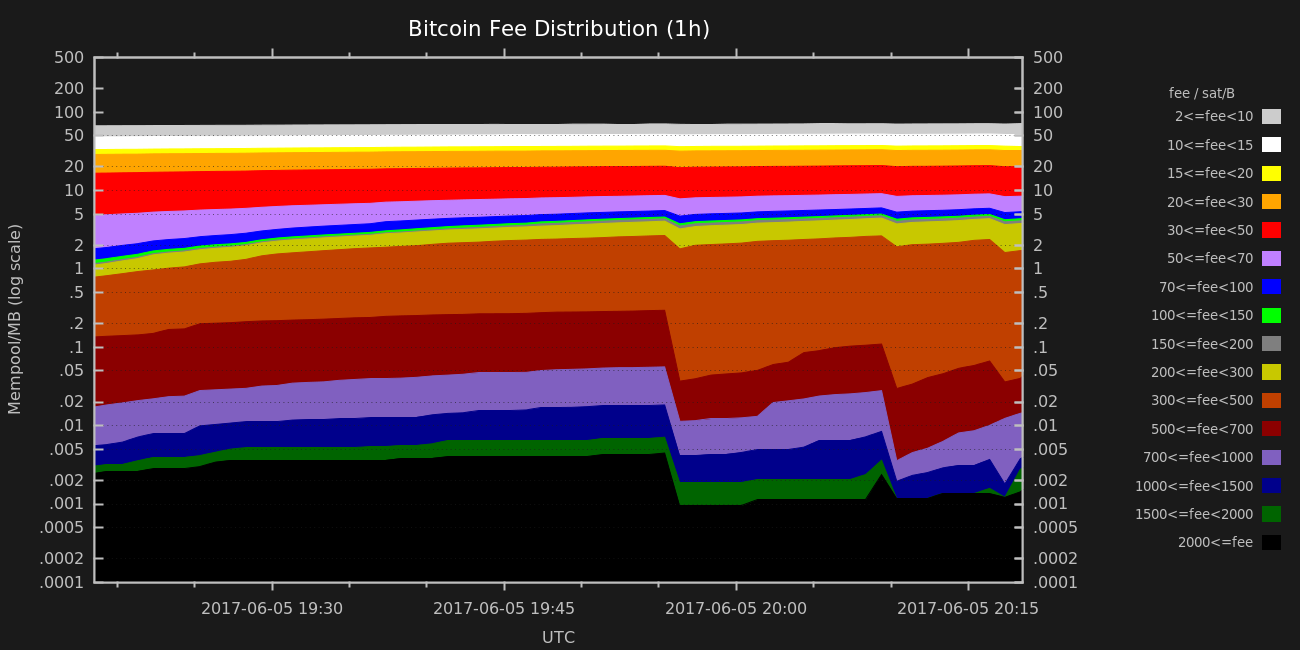 Bitcoin Fee Distribution (1h)
500 500
200 200
100 100
50 50
20 20
10 10
5 5
2 2
1 1
.5 .5
.2 .2
.1 .1
.05 .05
.02 .02
.01 .01
.005 .005
.002 .002
.001 .001
.0005 .0005
.0002 .0002
.0001 .0001
Mempool/MB (log scale)
2017-06-05 19:30 2017-06-05 19:45 2017-06-05 20:00 2017-06-05 20:15
UTC
fee / sat/B
2<=fee<10
10<=fee<15
15<=fee<20
20<=fee<30
30<=fee<50
50<=fee<70
70<=fee<100
100<=fee<150
150<=fee<200
200<=fee<300
300<=fee<500
500<=fee<700
700<=fee<1000
1000<=fee<1500
1500<=fee<2000
2000<=fee